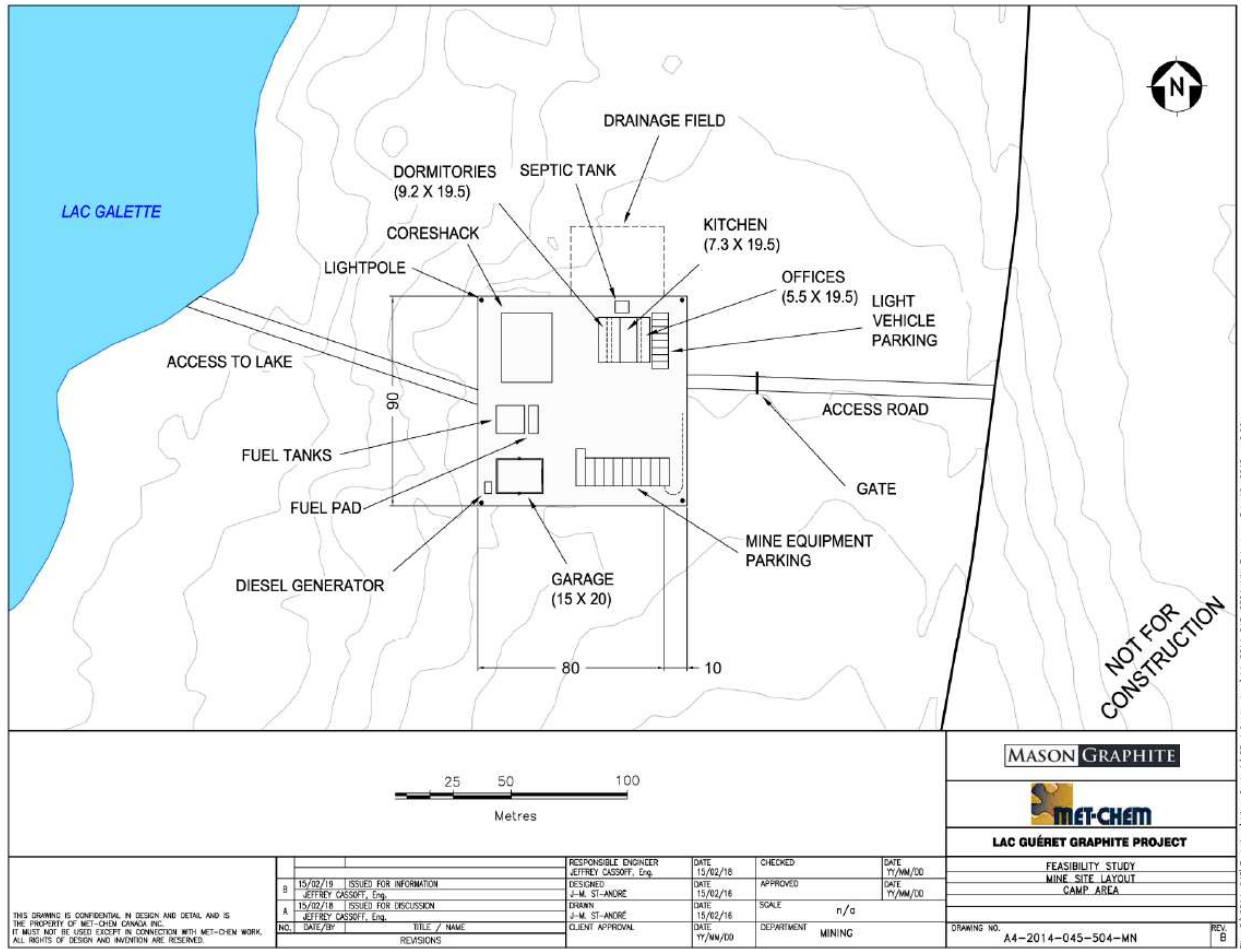 N
DRAINAGE FIELD
DORMITORIES
(9.2 X 19.5)
SEPTIC TANK
LAC GALETTE
KITCHEN
(7.3 X 19.5)
CORESHACK
LIGHTPOLE
OFFICES
(5.5 X 19.5)
LIGHT
VEHICLE
PARKING
ACCESS TO LAKE
90
ACCESS ROAD
FUEL TANKS
GATE
FUEL PAD
MINE EQUIPMENT
PARKING
DIESEL GENERATOR
GARAGE
(15 X 20)
NOT FOR
CONSTRUCTION
80
10
25 50 100
Metres
MASON GRAPHITE
MET-CHEM
LAC GUÉRET GRAPHITE PROJECT
FEASIBILITY STUDY
MINE SITE LAYOUT
CAMP AREA
DRAWING NO.
A4-2014-045-504-MN
REV.
B
THIS DRAWING IS CONFIDENTIAL IN DESIGN AND DETAIL AND IS
THE PROPERTY OF MET-CHEM CANADA INC.
IT MUST NOT BE USED EXCEPT IN CONNECTION WITH MET-CHEM WORK.
ALL RIGHTS OF DESIGN AND INVENTION ARE RESERVED.
B 15/02/19 ISSUED FOR INFORMATION
JEFFREY CASSOFF, Eng.
A 15/02/18 ISSUED FOR DISCUSSION
JEFFREY CASSOFF, Eng.
NO. DATE/BY TITLE / NAME
REVISIONS
RESPONSIBLE ENGINEER
JEFFREY CASSOFF, Eng.
DATE
15/02/18
CHECKED
DATE
YY/MM/DD
DESIGNED
J-M. ST-ANDRÉ
DATE
15/02/16
APPROVED
DATE
YY/MM/DD
DRAWN
J-M. ST-ANDRÉ
DATE
15/02/16
SCALE
n/a
CLIENT APPROVAL
DATE
YY/MM/DD
DEPARTMENT
MINING